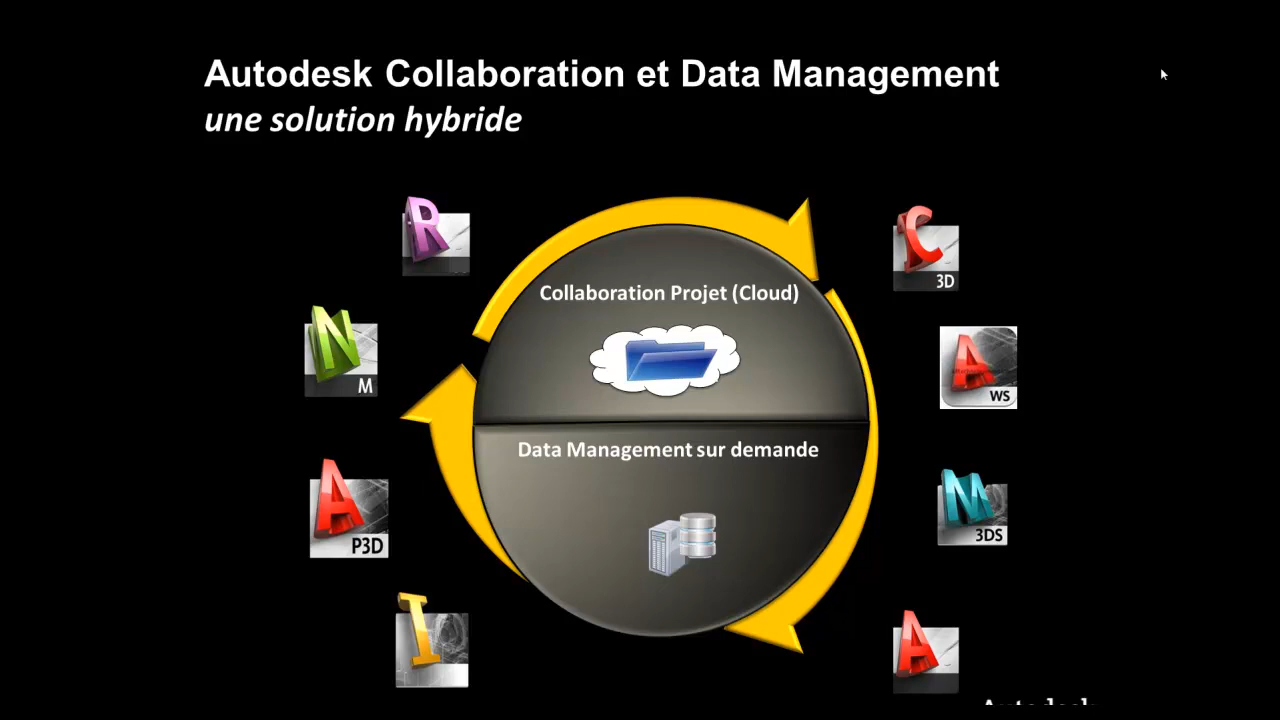 Autodesk Collaboration et Data Management
une solution hybride
R
C
3D
Collaboration Projet (Cloud)
N
M
A
WS
Data Management sur demande
A
P3D
M
3DS
I
A
Autodesk